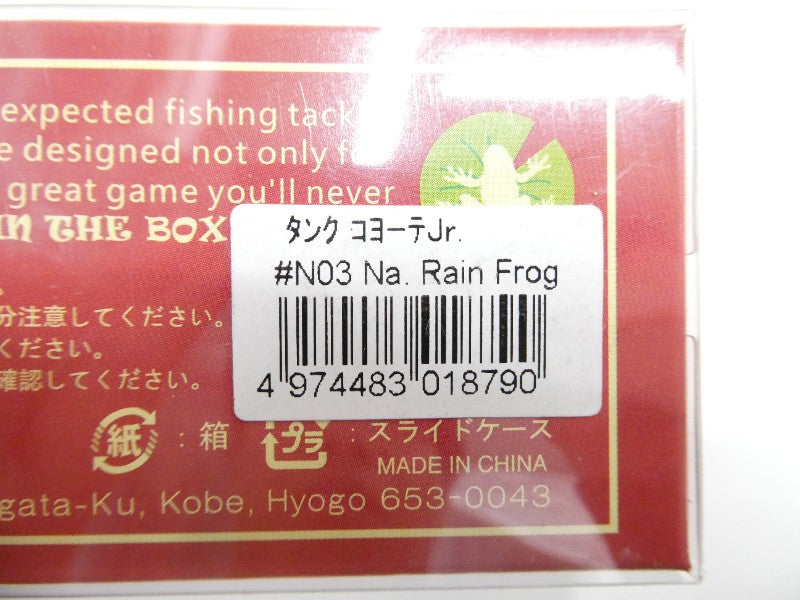 expected fishing tack
e designed not only f
great game you'll never
IN THE BOX
タンク コヨーテJr.
#N03 Na. Rain Frog
4 974483 018790
分注意してください。
ください。
確認してください。
紙 : 箱 プラ : スライドケース
MADE IN CHINA
gata-Ku, Kobe, Hyogo 653-0043